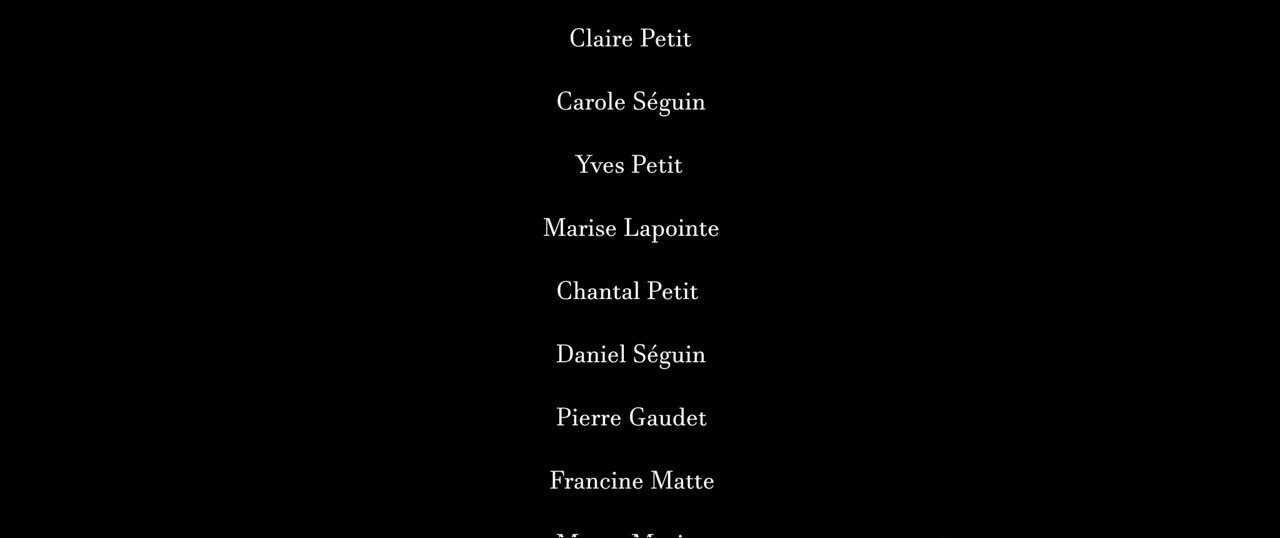 Claire Petit
Carole Séguin
Yves Petit
Marise Lapointe
Chantal Petit
Daniel Séguin
Pierre Gaudet
Francine Matte